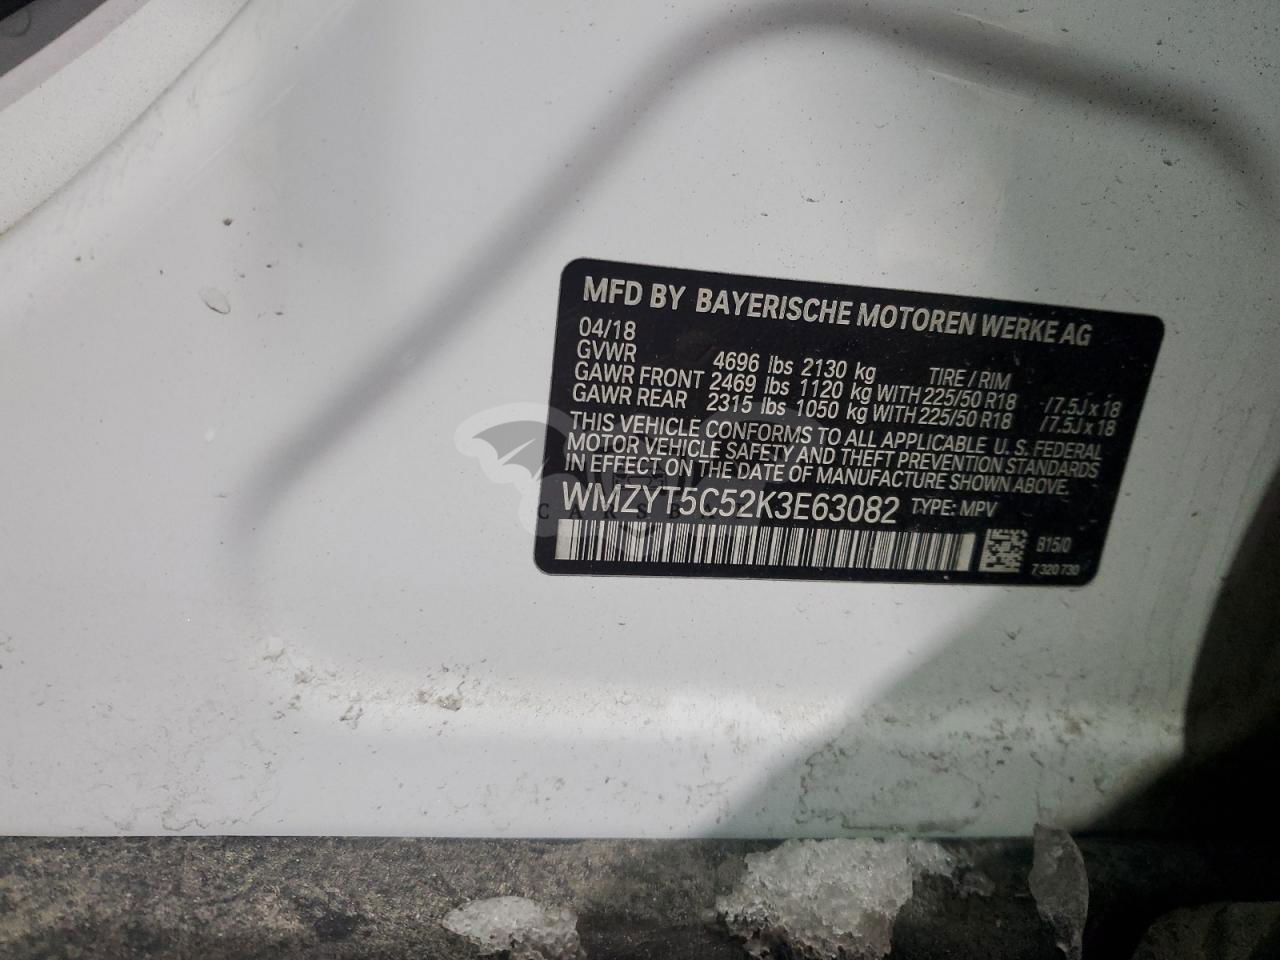 MFD BY BAYERISCHE MOTOREN WERKE AG
04/18
GVWR 4696 lbs 2130 kg TIRE / RIM
GAWR FRONT 2469 lbs 1120 kg WITH 225/50 R18 /7.5J x 18
GAWR REAR 2315 lbs 1050 kg WITH 225/50 R18 /7.5J x 18
THIS VEHICLE CONFORMS TO ALL APPLICABLE U. S. FEDERAL
MOTOR VEHICLE SAFETY AND THEFT PREVENTION STANDARDS
IN EFFECT ON THE DATE OF MANUFACTURE SHOWN ABOVE.
WMZYT5C52K3E63082 TYPE: MPV
B15/0
7 320 730